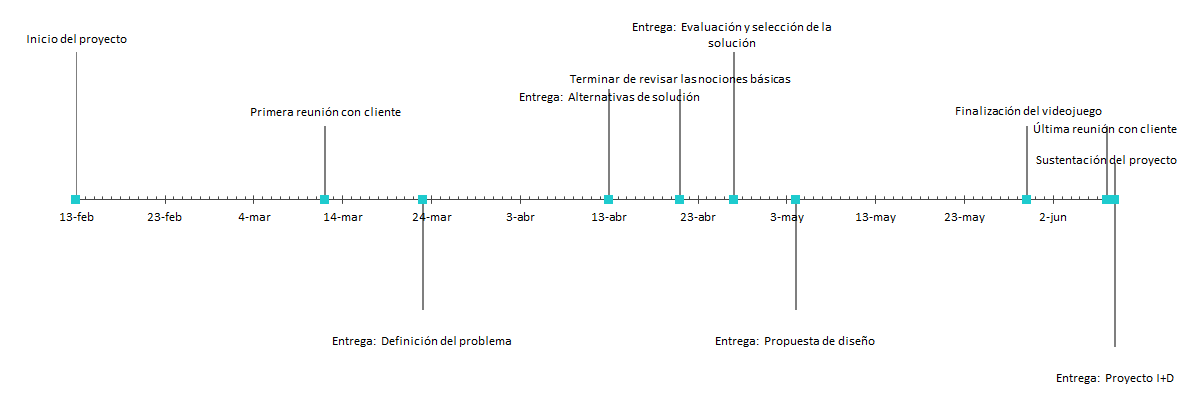 Entrega: Evaluación y selección de la
solución
Inicio del proyecto
Terminar de revisar las nociones básicas
Entrega: Alternativas de solución
Primera reunión con cliente
Finalización del videojuego
Última reunión con cliente
Sustentación del proyecto
13-feb
23-feb
4-mar
14-mar
24-mar
3-abr
13-abr
23-abr
3-may
13-may
23-may
2-jun
Entrega: Definición del problema
Entrega: Propuesta de diseño
Entrega: Proyecto I+D